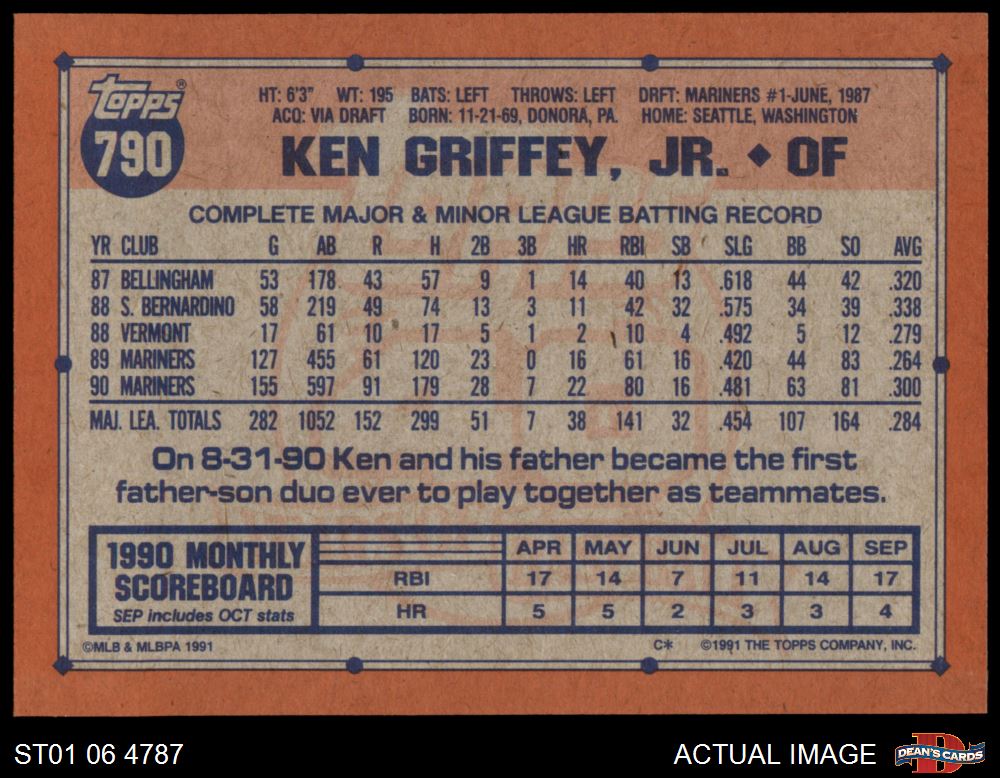 Topps®
790
HT: 6'3" WT: 195 BATS: LEFT THROWS: LEFT DRFT: MARINERS #1-JUNE, 1987
ACQ: VIA DRAFT BORN: 11-21-69, DONORA, PA. HOME: SEATTLE, WASHINGTON
KEN GRIFFEY, JR. ◆ OF
COMPLETE MAJOR & MINOR LEAGUE BATTING RECORD
YR CLUB G AB R H 2B 3B HR RBI SB SLG BB SO AVG
87 BELLINGHAM 53 178 43 57 9 1 14 40 13 .618 44 42 .320
88 S. BERNARDINO 58 219 49 74 13 3 11 42 32 .575 34 39 .338
88 VERMONT 17 61 10 17 5 1 2 10 4 .492 5 12 .279
89 MARINERS 127 455 61 120 23 0 16 61 16 .420 44 83 .264
90 MARINERS 155 597 91 179 28 7 22 80 16 .481 63 81 .300
MAJ. LEA. TOTALS 282 1052 152 299 51 7 38 141 32 .454 107 164 .284
On 8-31-90 Ken and his father became the first
father-son duo ever to play together as teammates.
1990 MONTHLY
SCOREBOARD
SEP includes OCT stats
APR MAY JUN JUL AUG SEP
RBI 17 14 7 11 14 17
HR 5 5 2 3 3 4
©MLB & MLBPA 1991 C* ©1991 THE TOPPS COMPANY, INC.
ST01 06 4787 ACTUAL IMAGE DEAN'S CARDS